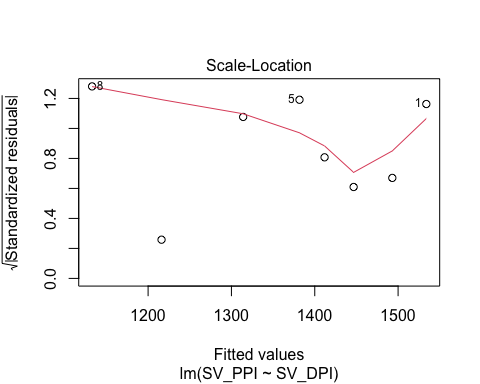 Scale-Location
√|Standardized residuals|
0.0 0.4 0.8 1.2
8
5
1
1200 1300 1400 1500
Fitted values
lm(SV_PPI ~ SV_DPI)